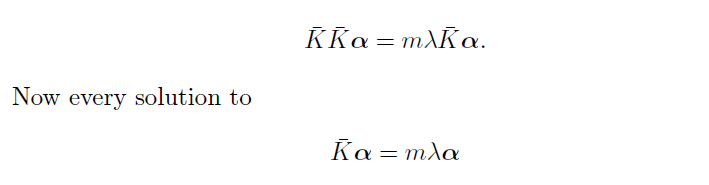 K̄K̄α = mλK̄α.
Now every solution to
K̄α = mλα